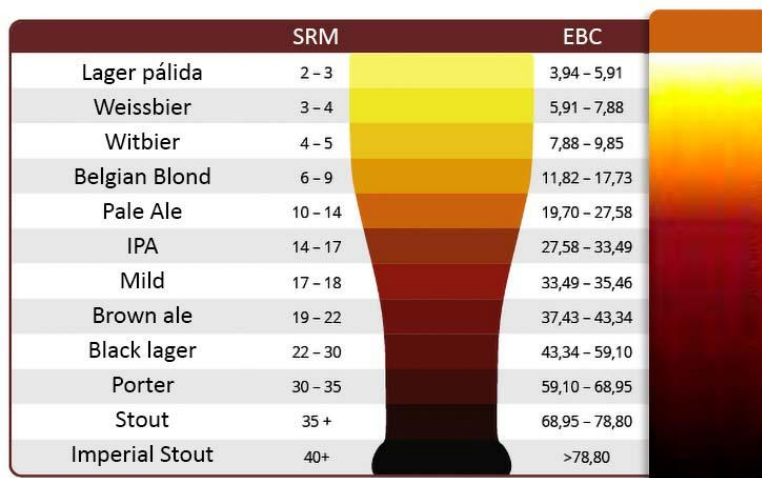 SRM EBC
Lager pálida 2 – 3 3,94 – 5,91
Weissbier 3 – 4 5,91 – 7,88
Witbier 4 – 5 7,88 – 9,85
Belgian Blond 6 – 9 11,82 – 17,73
Pale Ale 10 – 14 19,70 – 27,58
IPA 14 – 17 27,58 – 33,49
Mild 17 – 18 33,49 – 35,46
Brown ale 19 – 22 37,43 – 43,34
Black lager 22 – 30 43,34 – 59,10
Porter 30 – 35 59,10 – 68,95
Stout 35 + 68,95 – 78,80
Imperial Stout 40+ >78,80